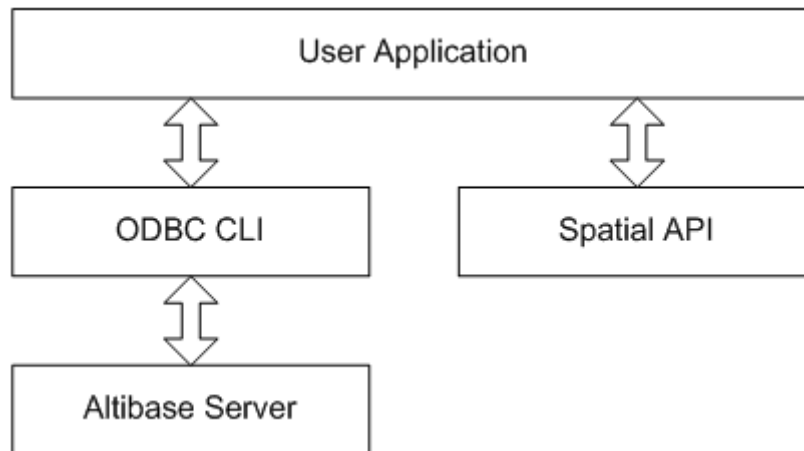 User Application
ODBC CLI
Spatial API
Altibase Server